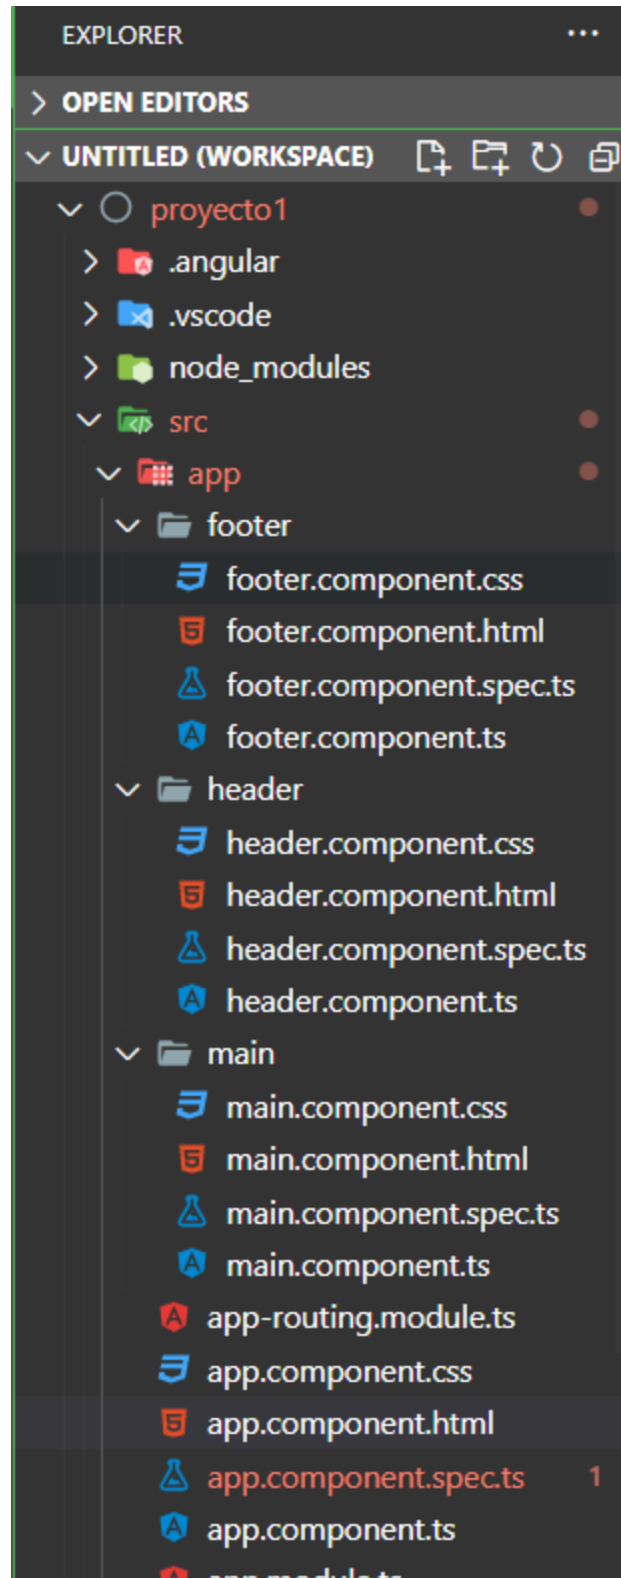 EXPLORER
OPEN EDITORS
UNTITLED (WORKSPACE)
proyecto1
.angular
.vscode
node_modules
src
app
footer
footer.component.css
footer.component.html
footer.component.spec.ts
footer.component.ts
header
header.component.css
header.component.html
header.component.spec.ts
header.component.ts
main
main.component.css
main.component.html
main.component.spec.ts
main.component.ts
app-routing.module.ts
app.component.css
app.component.html
app.component.spec.ts 1
app.component.ts
app.module.ts